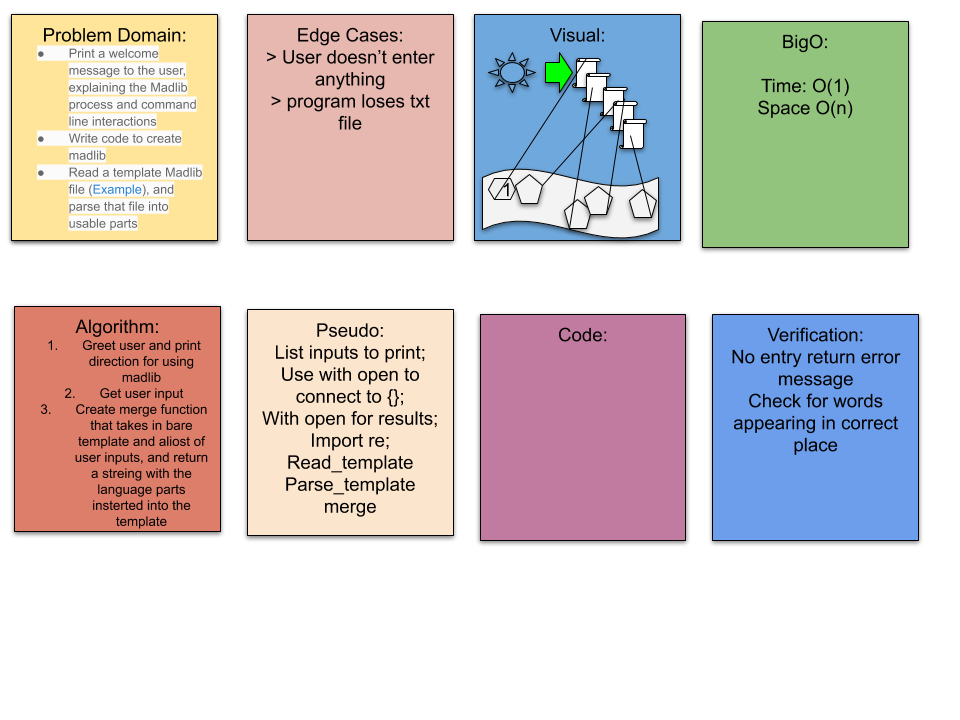 Problem Domain:
● Print a welcome
message to the user,
explaining the Madlib
process and command
line interactions
● Write code to create
madlib
● Read a template Madlib
file (Example), and
parse that file into
usable parts
Edge Cases:
> User doesn’t enter
anything
> program loses txt
file
Visual:
1
BigO:
Time: O(1)
Space O(n)
Algorithm:
1. Greet user and print
direction for using
madlib
2. Get user input
3. Create merge function
that takes in bare
template and aliost of
user inputs, and return
a streing with the
language parts
insterted into the
template
Pseudo:
List inputs to print;
Use with open to
connect to {};
With open for results;
Import re;
Read_template
Parse_template
merge
Code:
Verification:
No entry return error
message
Check for words
appearing in correct
place